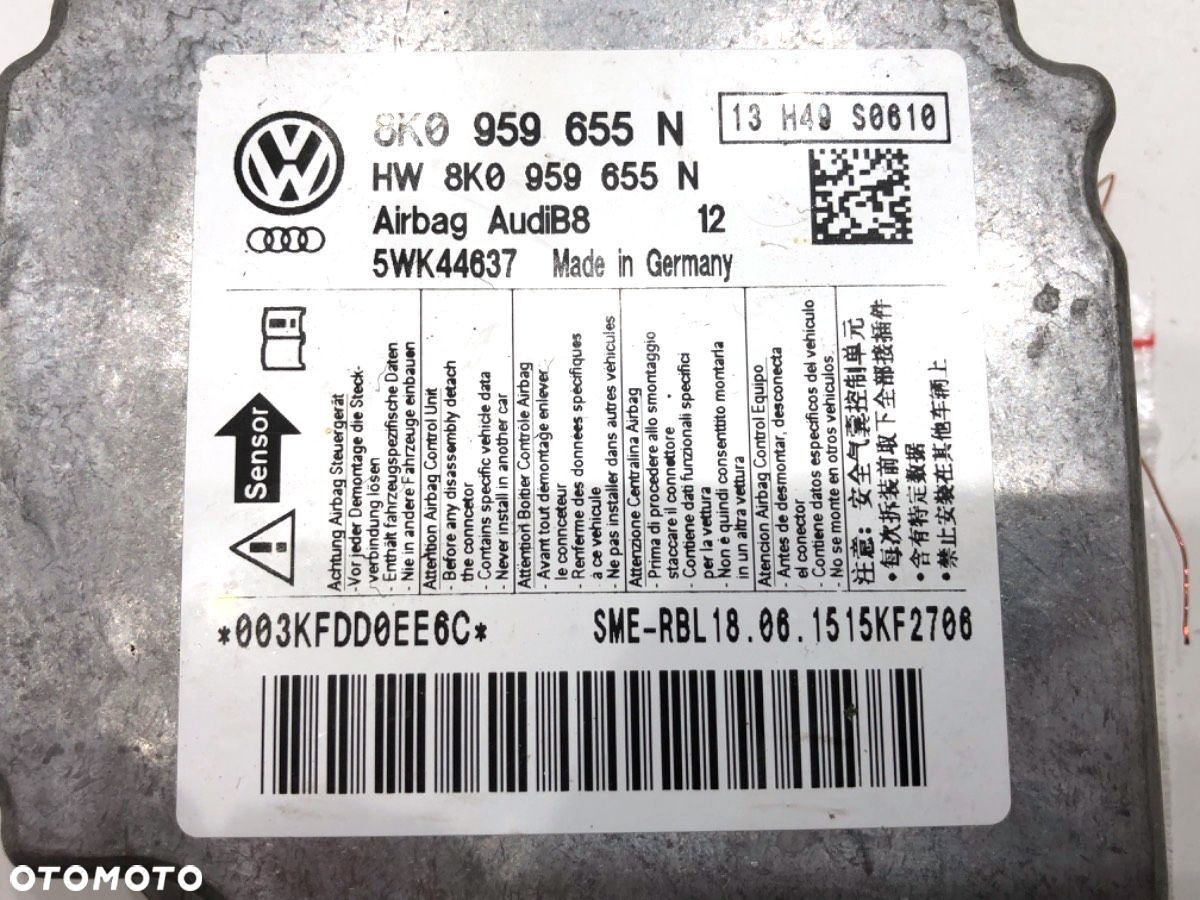 8K0 959 655 N
13 H49 S0610
HW 8K0 959 655 N
Airbag AudiB8 12
5WK44637 Made in Germany
Sensor
Achtung Airbag Steuergerät
- Vor jeder Demontage die Steck-
verbindung lösen
- Enthält fahrzeugspezifische Daten
- Nie in andere Fahrzeuge einbauen
Attention Airbag Control Unit
- Before any disassembly detach
the conncetor
- Contains specific vehicle data
- Never install in another car
Attention! Boitier Controle Airbag
- Avant tout demontage enlever
le connceteur
- Renferme des données specifiques
à ce vehicule
- Ne pas installer dans autres vehicules
Attenzione Centralina Airbag
- Prima di procedere allo smontaggio
staccare il connettore
- Contiene dati funzionali specifici
per la vettura
- Non è quindi consenttito montarla
in un altra vettura
Atencion Airbag Control Equipo
- Antes de desmontar, desconecta
el conector
- Contiene datos especificos del vehiculo
- No se monte en otros vehiculos
注意: 安全气囊控制单元
•每次拆装前取下全部接插件
•含有特定数据
•禁止安装在其他车辆上
*003KFDD0EE6C*
SME-RBL18.06.1515KF2706
OTOMOTO